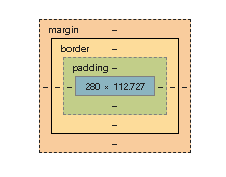 margin –
border –
padding –
– – – 280 × 112.727 – – –
–
–
–